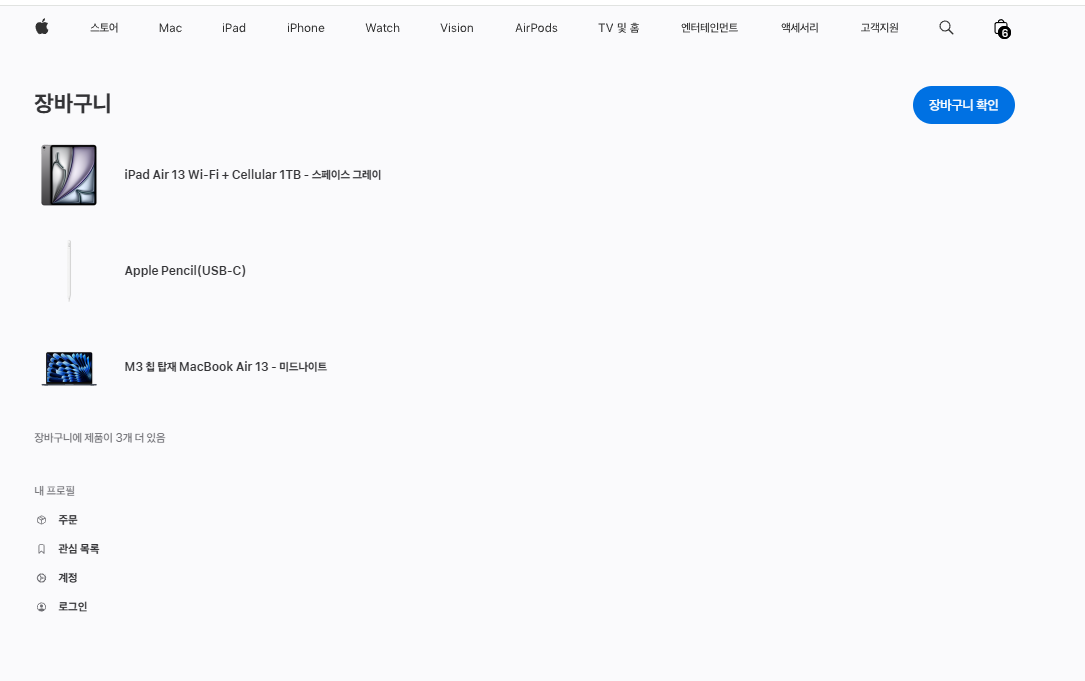 스토어 Mac iPad iPhone Watch Vision AirPods TV 및 홈 엔터테인먼트 액세서리 고객지원 6
장바구니 장바구니 확인
iPad Air 13 Wi-Fi + Cellular 1TB - 스페이스 그레이
Apple Pencil(USB-C)
M3 칩 탑재 MacBook Air 13 - 미드나이트
장바구니에 제품이 3개 더 있음
내 프로필
주문
관심 목록
계정
로그인